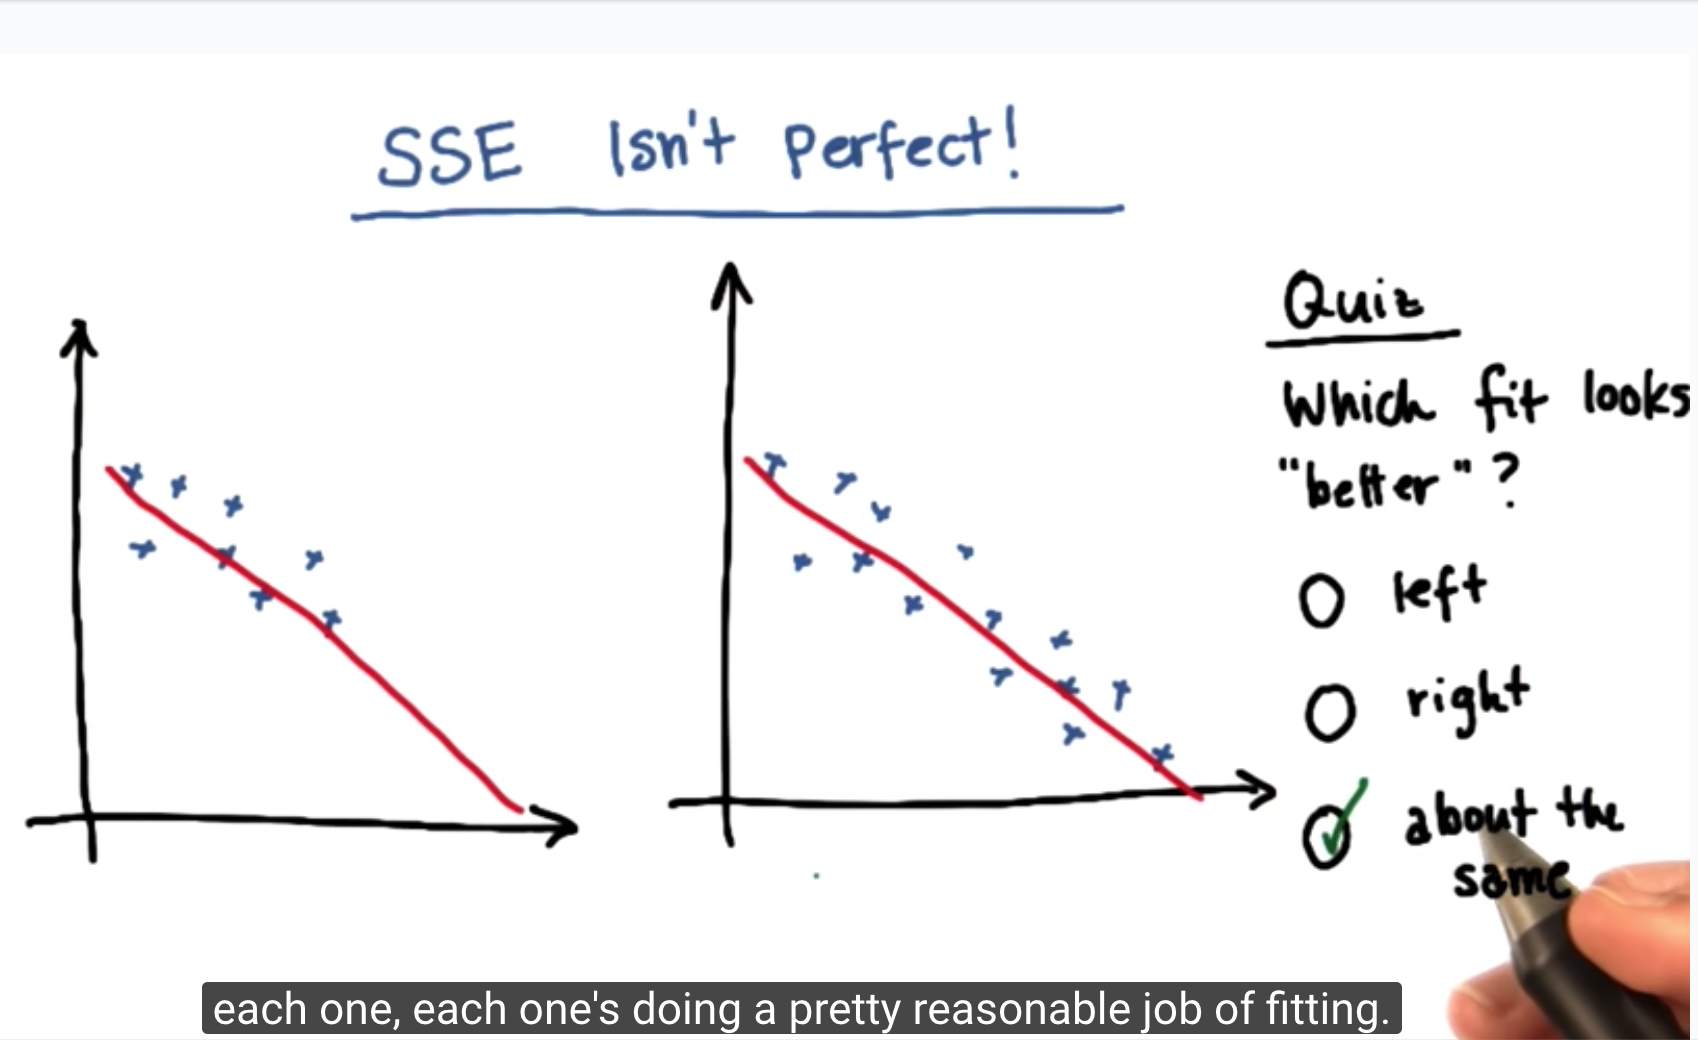 SSE Isn't Perfect!
Quiz
Which fit looks
"better"?
left
right
about the
same
each one, each one's doing a pretty reasonable job of fitting.